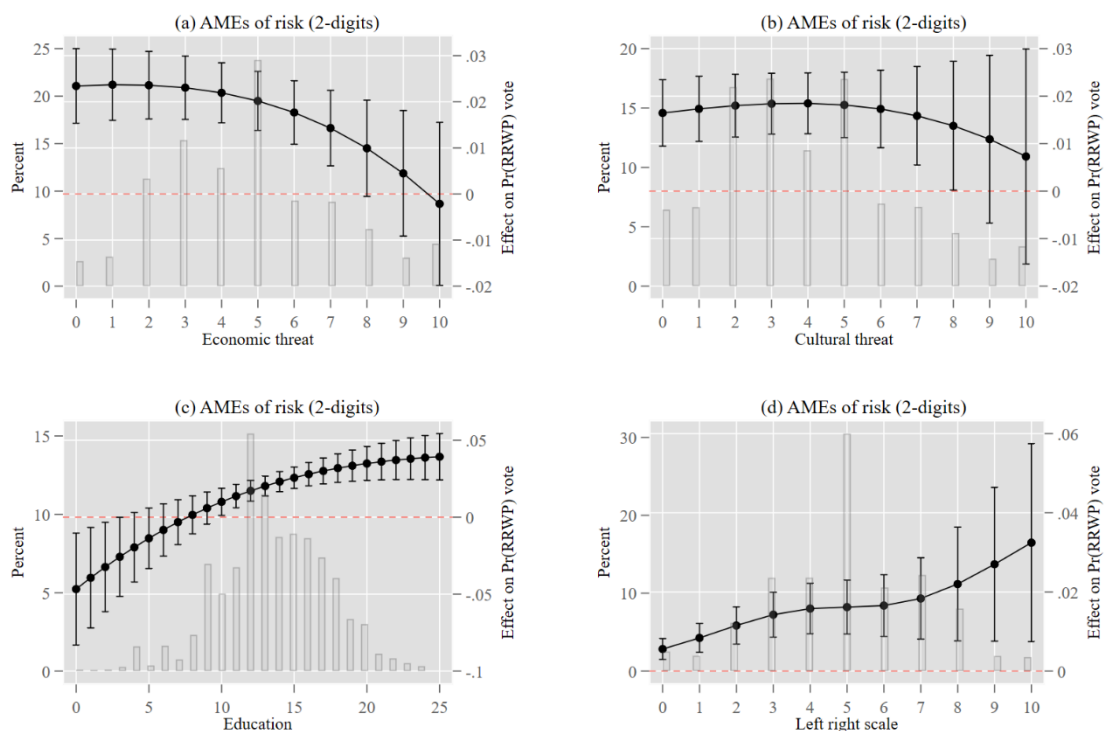 (a) AMEs of risk (2-digits)
25
20
15
10
5
0
Percent
.03
.02
.01
0
-.01
-.02
Effect on Pr(RRWP) vote
0 1 2 3 4 5 6 7 8 9 10
Economic threat
(b) AMEs of risk (2-digits)
20
15
10
5
0
Percent
.03
.02
.01
0
-.01
-.02
Effect on Pr(RRWP) vote
0 1 2 3 4 5 6 7 8 9 10
Cultural threat
(c) AMEs of risk (2-digits)
15
10
5
0
Percent
.05
0
-.05
-.1
Effect on Pr(RRWP) vote
0 5 10 15 20 25
Education
(d) AMEs of risk (2-digits)
30
20
10
0
Percent
.06
.04
.02
0
Effect on Pr(RRWP) vote
0 1 2 3 4 5 6 7 8 9 10
Left right scale